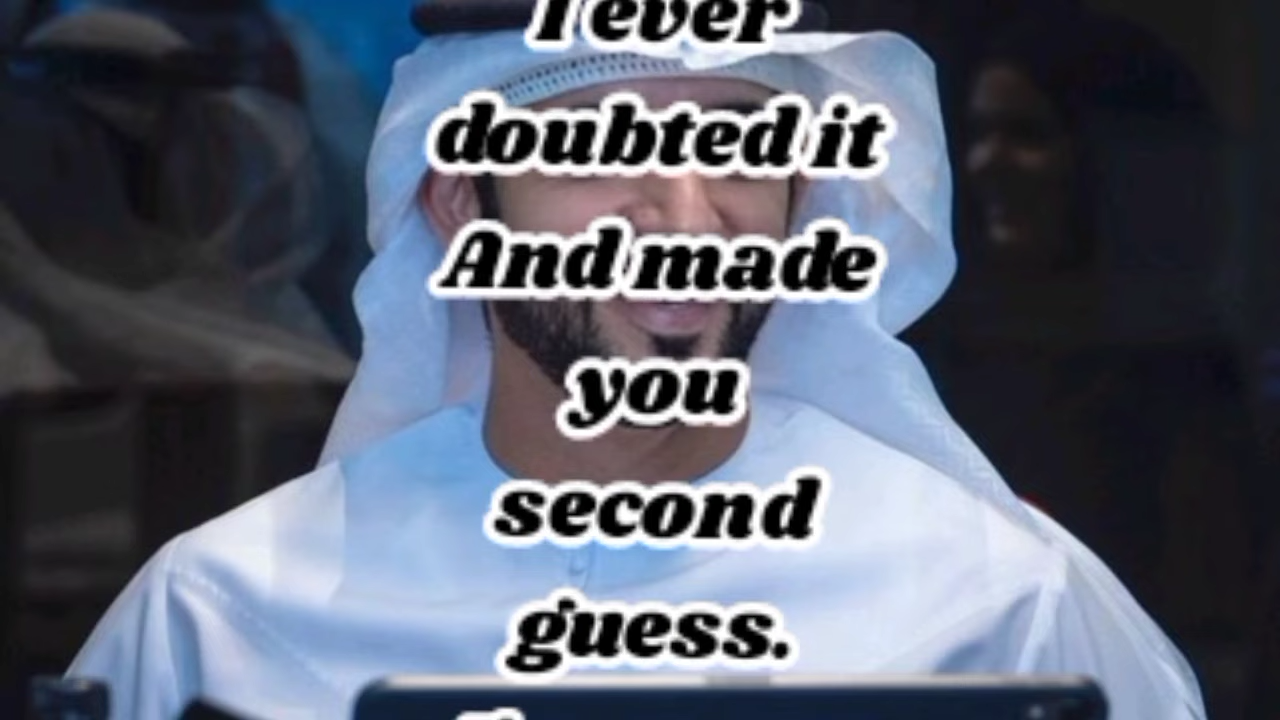 I ever
doubted it
And made
you
second
guess.